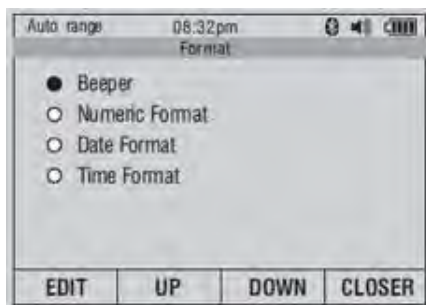 Auto range 08:32pm
Format
Beeper
Numeric Format
Date Format
Time Format
EDIT UP DOWN CLOSER